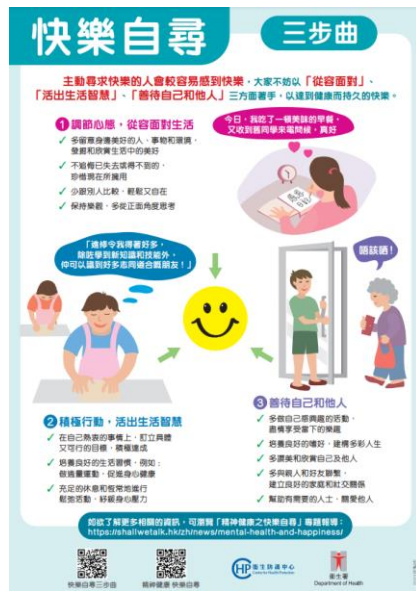 快樂自尋
三步曲
主動尋求快樂的人會較容易感到快樂，大家不妨以「從容面對」、
「活出生活智慧」、「善待自己和他人」三方面著手，以達到健康而持久的快樂。
1 調節心態，從容面對生活
✓ 多留意身邊美好的人、事物和環境，
發掘和欣賞生活中的美好
✓ 不追悔已失去或得不到的，
珍惜現在所擁有
✓ 少跟別人比較，輕鬆又自在
✓ 保持樂觀，多從正面角度思考
今日，我吃了一頓美味的早餐，
又收到舊同學來電問候，真好
「進修令我得著好多，
除咗學到新知識和技能外，
仲可以識到好多志同道合嘅朋友！」
唔該晒！
2 積極行動，活出生活智慧
✓ 在自己熱衷的事情上，訂立具體
又可行的目標，積極達成
✓ 培養良好的生活習慣，例如：
做適量運動，促進身心健康
✓ 充足的休息和恆常地進行
鬆弛活動，紓緩身心壓力
3 善待自己和他人
✓ 多做自己感興趣的活動，
盡情享受當下的樂趣
✓ 培養良好的嗜好，建構多彩人生
✓ 多讚美和欣賞自己及他人
✓ 多與親人和好友聯繫，
建立良好的家庭和社交關係
✓ 幫助有需要的人士，關愛他人
如欲了解更多相關的資訊，可瀏覽「精神健康之快樂自尋」專題報導：
https://shallwetalk.hk/zh/news/mental-health-and-happiness/
快樂自尋三步曲
精神健康 快樂自尋
CHP 衞生防護中心
Centre for Health Protection
衞生署
Department of Health